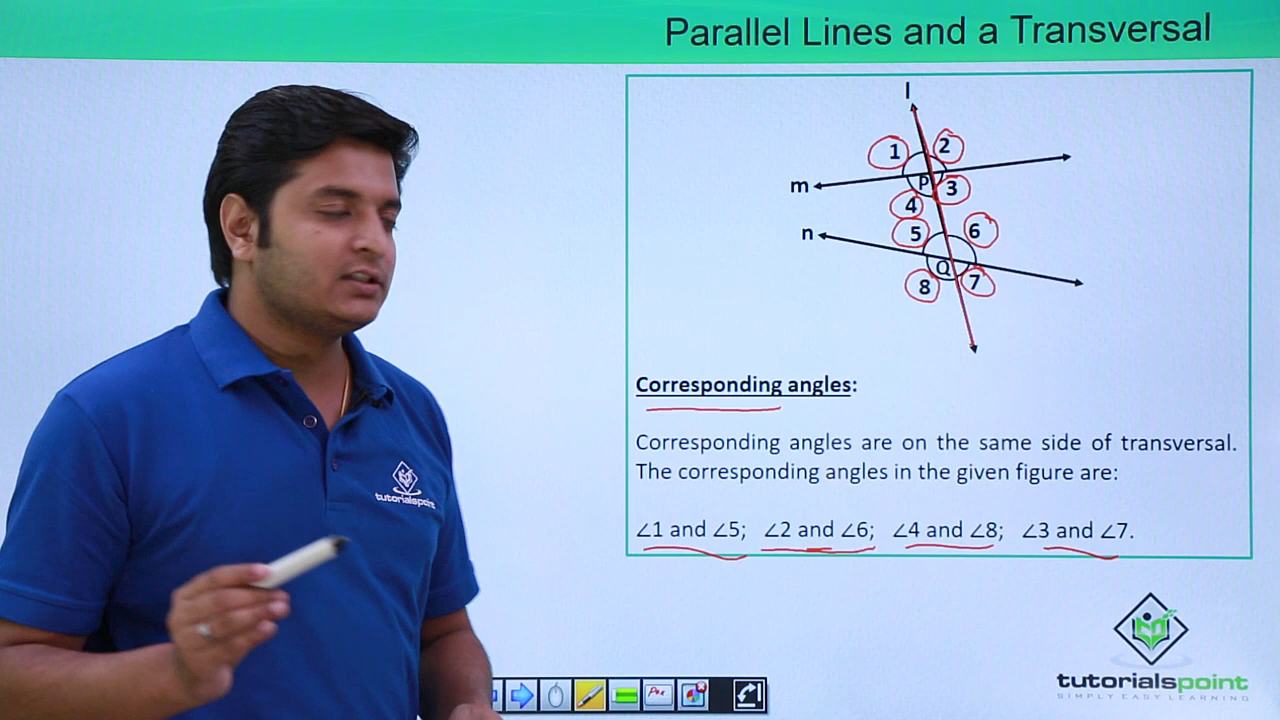 Parallel Lines and a Transversal
l
1 2
m P 3
4
n 5 6
Q
8 7
Corresponding angles:
Corresponding angles are on the same side of transversal.
The corresponding angles in the given figure are:
∠1 and ∠5; ∠2 and ∠6; ∠4 and ∠8; ∠3 and ∠7.
tutorialspoint
Pen
tutorialspoint
SIMPLY EASY LEARNING